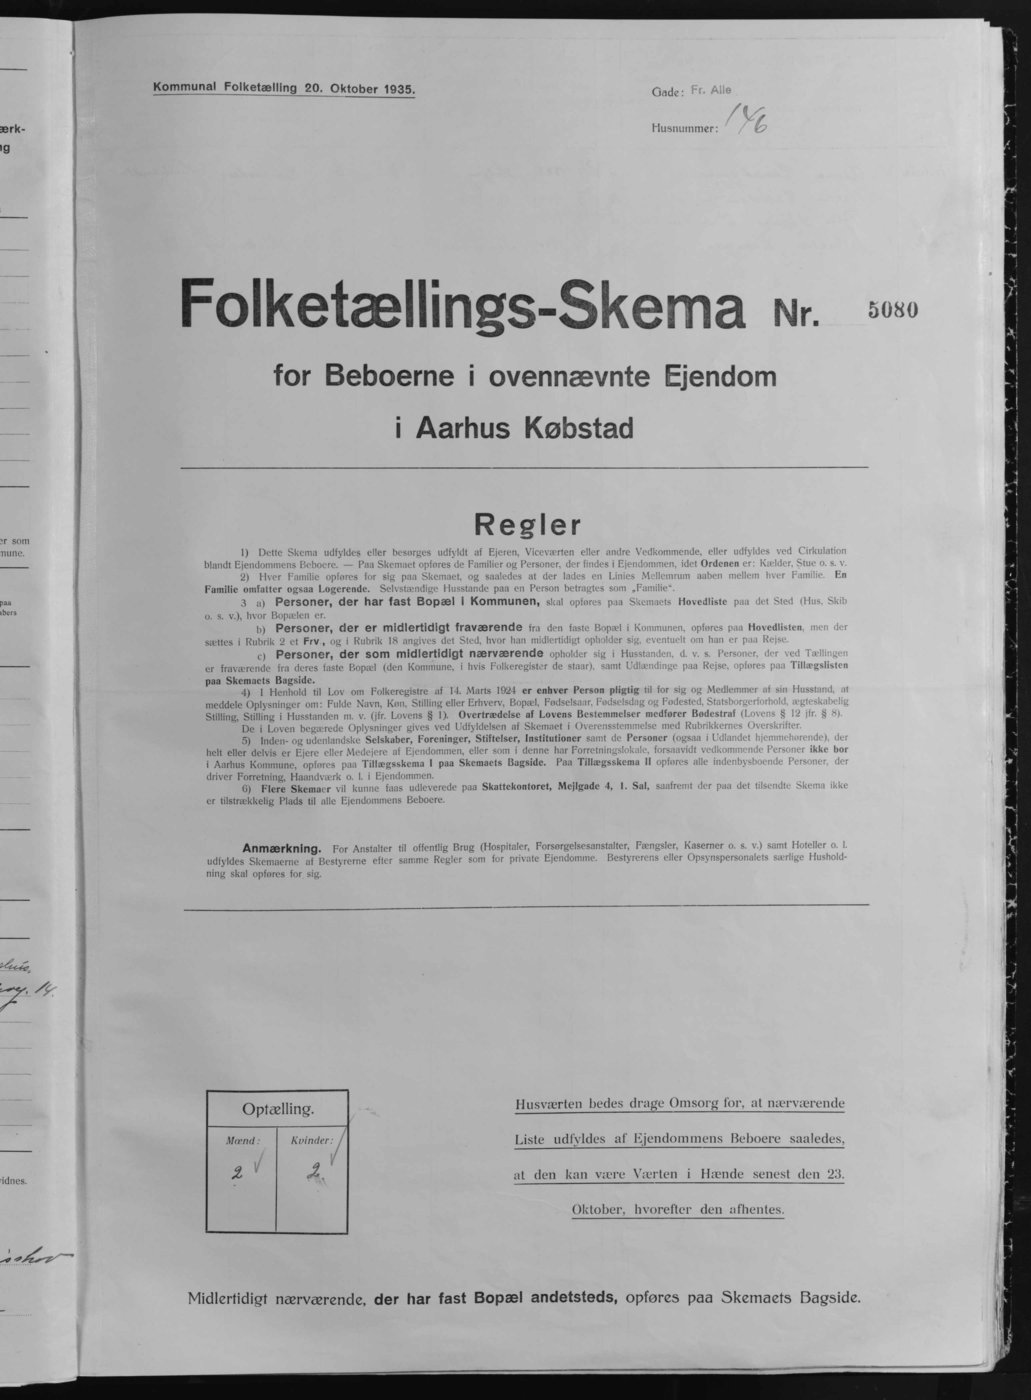 Kommunal Folketælling 20. Oktober 1935.
Gade: Fr. Alle
Husnummer: 146
Folketællings-Skema Nr. 5080
for Beboerne i ovennævnte Ejendom
i Aarhus Købstad
Regler
1) Dette Skema udfyldes eller besørges udfyldt af Ejeren, Viceværten eller andre Vedkommende, eller udfyldes ved Cirkulation
blandt Ejendommens Beboere. — Paa Skemaet opføres de Familier og Personer, der findes i Ejendommen, idet Ordenen er: Kælder, Stue o. s. v.
2) Hver Familie opføres for sig paa Skemaet, og saaledes at der lades en Linies Mellemrum aaben mellem hver Familie. En
Familie omfatter ogsaa Logerende. Selvstændige Husstande paa en Person betragtes som „Familie“.
3 a) Personer, der har fast Bopæl i Kommunen, skal opføres paa Skemaets Hovedliste paa det Sted (Hus, Skib
o. s. v.), hvor Bopælen er.
b) Personer, der er midlertidigt fraværende fra den faste Bopæl i Kommunen, opføres paa Hovedlisten, men der
sættes i Rubrik 2 et Frv., og i Rubrik 18 angives det Sted, hvor han midlertidigt opholder sig, eventuelt om han er paa Rejse.
c) Personer, der som midlertidigt nærværende opholder sig i Husstanden, d. v. s. Personer, der ved Tællingen
er fraværende fra deres faste Bopæl (den Kommune, i hvis Folkeregister de staar), samt Udlændinge paa Rejse, opføres paa Tillægslisten
paa Skemaets Bagside.
4) I Henhold til Lov om Folkeregistre af 14. Marts 1924 er enhver Person pligtig til for sig og Medlemmer af sin Husstand, at
meddele Oplysninger om: Fulde Navn, Køn, Stilling eller Erhverv, Bopæl, Fødselsaar, Fødselsdag og Fødested, Statsborgerforhold, ægteskabelig
Stilling, Stilling i Husstanden m. v. (jfr. Lovens § 1). Overtrædelse af Lovens Bestemmelser medfører Bødestraf (Lovens § 12 jfr. § 8).
De i Loven begærede Oplysninger gives ved Udfyldelsen af Skemaet i Overensstemmelse med Rubrikkernes Overskrifter.
5) Inden- og udenlandske Selskaber, Foreninger, Stiftelser, Institutioner samt de Personer (ogsaa i Udlandet hjemmehørende), der
helt eller delvis er Ejere eller Medejere af Ejendommen, eller som i denne har Forretningslokale, forsaavidt vedkommende Personer ikke bor
i Aarhus Kommune, opføres paa Tillægsskema I paa Skemaets Bagside. Paa Tillægsskema II opføres alle indenbysboende Personer, der
driver Forretning, Haandværk o. l. i Ejendommen.
6) Flere Skemaer vil kunne faas udleverede paa Skattekontoret, Mejlgade 4, 1. Sal, saafremt der paa det tilsendte Skema ikke
er tilstrækkelig Plads til alle Ejendommens Beboere.
Anmærkning. For Anstalter til offentlig Brug (Hospitaler, Forsørgelsesanstalter, Fængsler, Kaserner o. s. v.) samt Hoteller o. l.
udfyldes Skemaerne af Bestyrerne efter samme Regler som for private Ejendomme. Bestyrerens eller Opsynspersonalets særlige Hushold-
ning skal opføres for sig.
Optælling.
Mænd: Kvinder:
2 2
Husværten bedes drage Omsorg for, at nærværende
Liste udfyldes af Ejendommens Beboere saaledes,
at den kan være Værten i Hænde senest den 23.
Oktober, hvorefter den afhentes.
Midlertidigt nærværende, der har fast Bopæl andetsteds, opføres paa Skemaets Bagside.